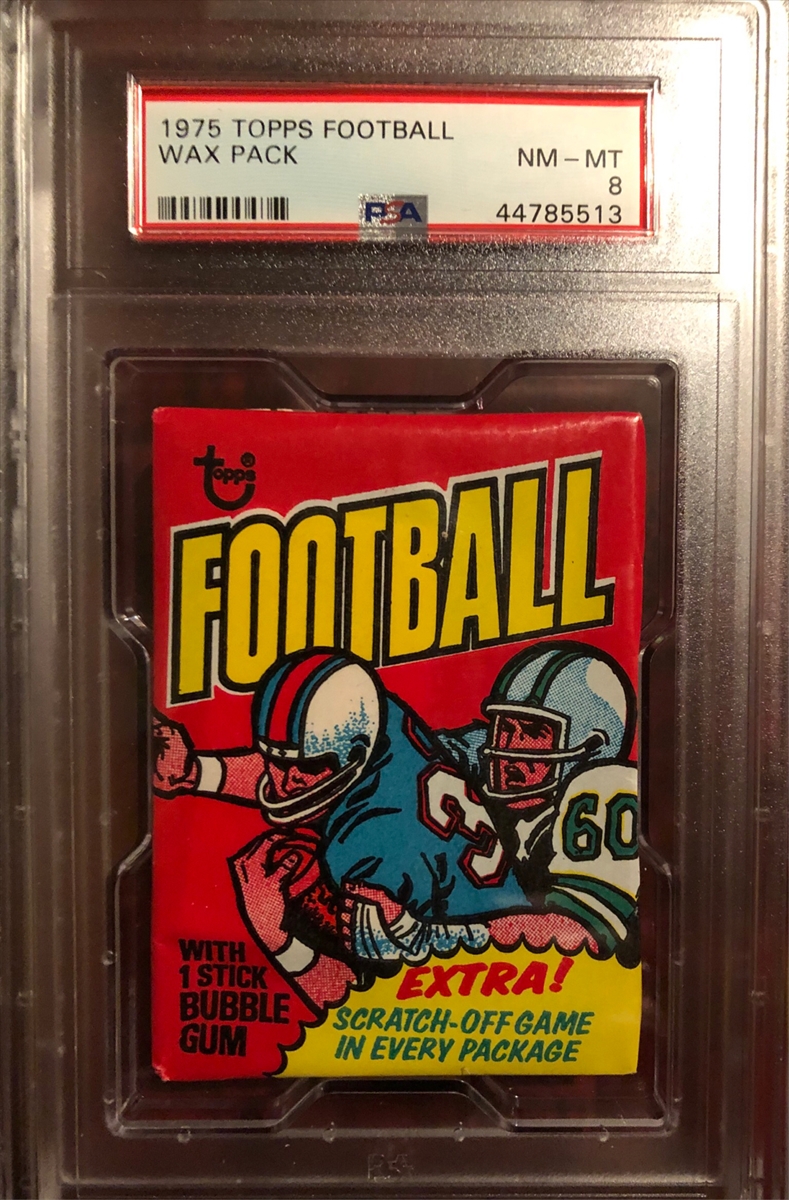 1975 TOPPS FOOTBALL
WAX PACK
NM – MT
8
PSA
44785513
topps®
FOOTBALL
3
60
WITH
1 STICK
BUBBLE
GUM
EXTRA!
SCRATCH-OFF GAME
IN EVERY PACKAGE